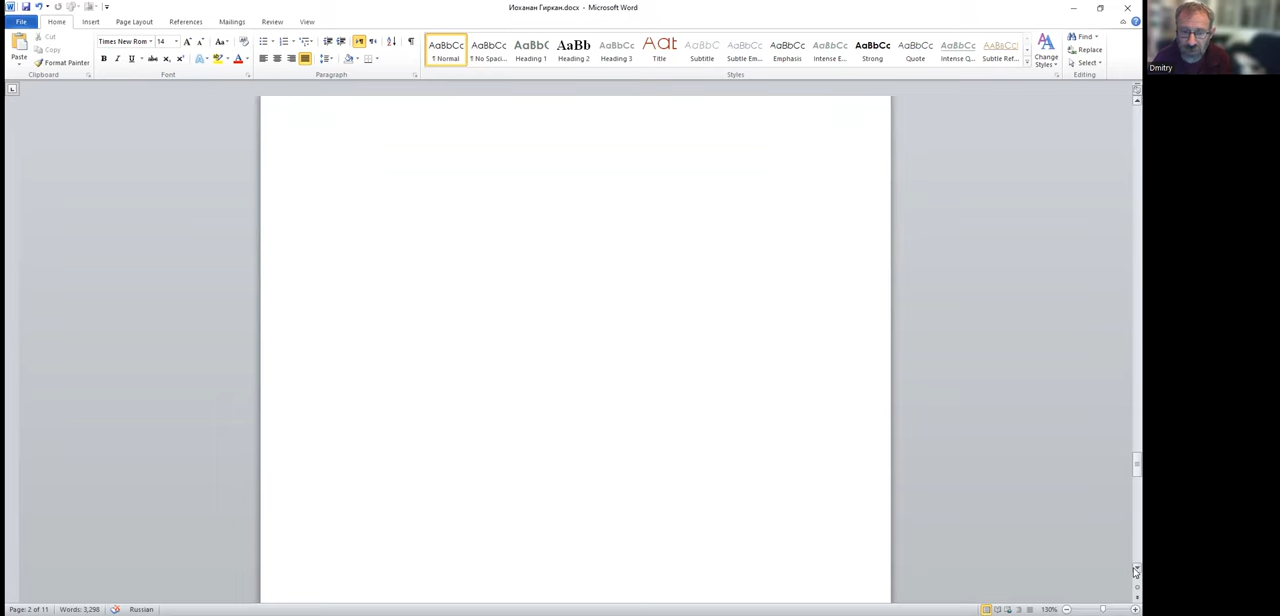 Иоханан Гиркан.docx - Microsoft Word
File Home Insert Page Layout References Mailings Review View
Paste
Cut
Copy
Format Painter
Times New Rom 14
AaBbCc AaBbCc AaBbC AaBb AaBbCc Aat AaBbCc AaBbCc AaBbCc AaBbCc AaBbCc AaBbCc AaBbCc AaBbCcI
¶ Normal ¶ No Spaci... Heading 1 Heading 2 Heading 3 Title Subtitle Subtle Em... Emphasis Intense E... Strong Quote Intense Q... Subtle Ref...
Change
Styles
Find
Replace
Select
Clipboard Font Paragraph Styles Editing
Dmitry
Page: 2 of 11 Words: 3,298 Russian 130%